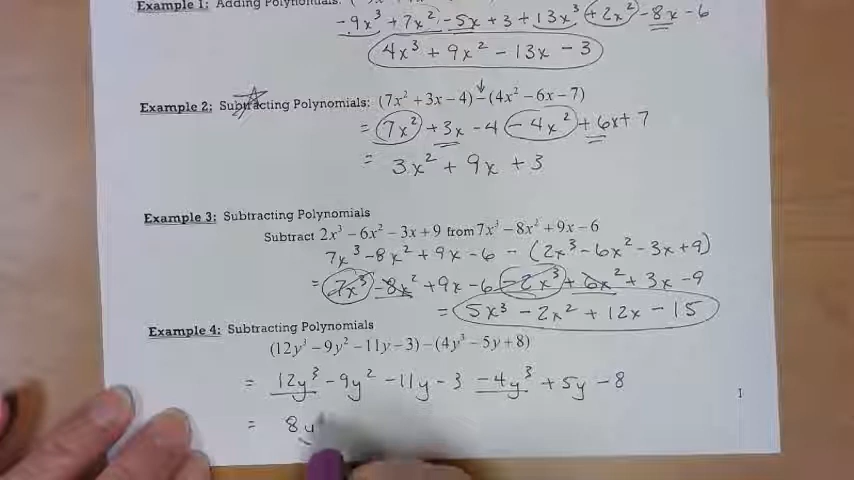 Example 1: Adding Polynomials:
-9x³ + 7x² - 5x + 3 + 13x³ + 2x² - 8x - 6
4x³ + 9x² - 13x - 3
Example 2: Subtracting Polynomials: (7x² + 3x - 4) - (4x² - 6x - 7)
= 7x² + 3x - 4 - 4x² + 6x + 7
= 3x² + 9x + 3
Example 3: Subtracting Polynomials
Subtract 2x³ - 6x² - 3x + 9 from 7x³ - 8x² + 9x - 6
7x³ - 8x² + 9x - 6 - (2x³ - 6x² - 3x + 9)
= 7x³ - 8x² + 9x - 6 - 2x³ + 6x² + 3x - 9
= 5x³ - 2x² + 12x - 15
Example 4: Subtracting Polynomials
(12y³ - 9y² - 11y - 3) - (4y³ - 5y + 8)
= 12y³ - 9y² - 11y - 3 - 4y³ + 5y - 8
1
= 8y